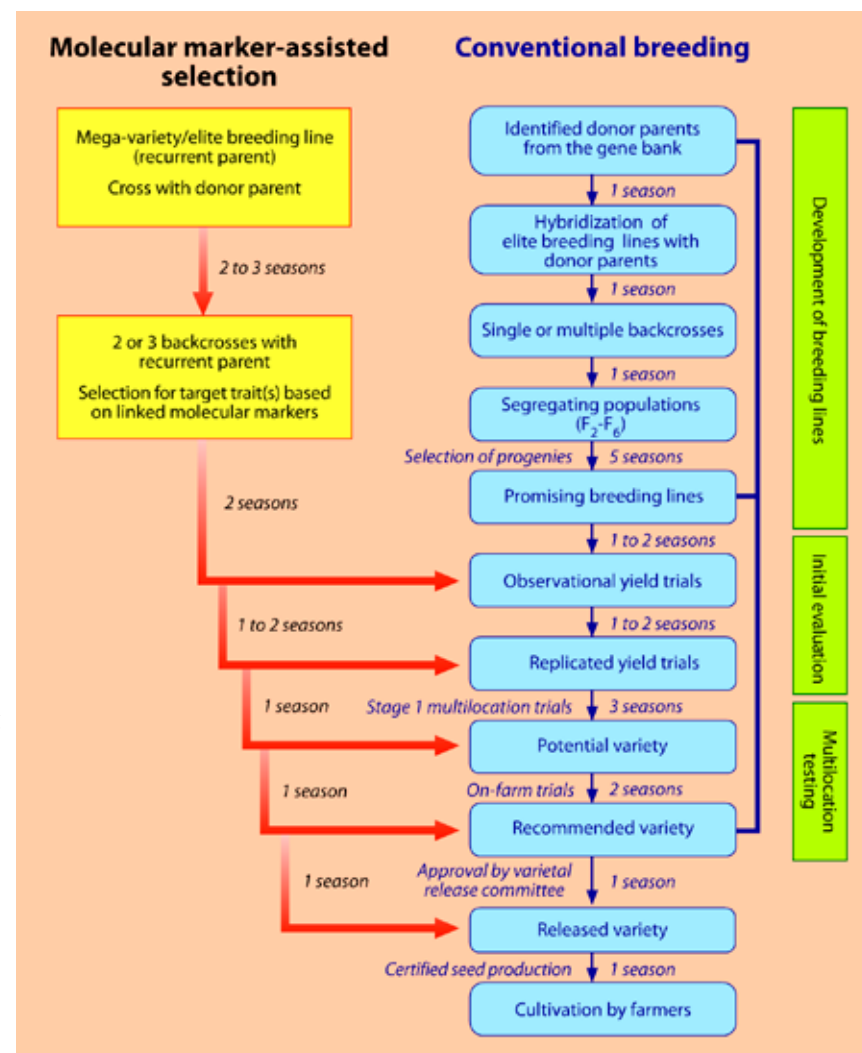 Molecular marker-assisted
selection
Conventional breeding
Mega-variety/elite breeding line
(recurrent parent)
Cross with donor parent
2 to 3 seasons
2 or 3 backcrosses with
recurrent parent
Selection for target trait(s) based
on linked molecular markers
2 seasons
1 to 2 seasons
1 season
1 season
1 season
Identified donor parents
from the gene bank
1 season
Hybridization of
elite breeding lines with
donor parents
1 season
Single or multiple backcrosses
1 season
Segregating populations
(F2-F6)
Selection of progenies 5 seasons
Promising breeding lines
1 to 2 seasons
Observational yield trials
1 to 2 seasons
Replicated yield trials
Stage 1 multilocation trials 3 seasons
Potential variety
On-farm trials 2 seasons
Recommended variety
Approval by varietal
release committee
1 season
Released variety
Certified seed production 1 season
Cultivation by farmers
Development of breeding lines
Initial evaluation
Multilocation
testing